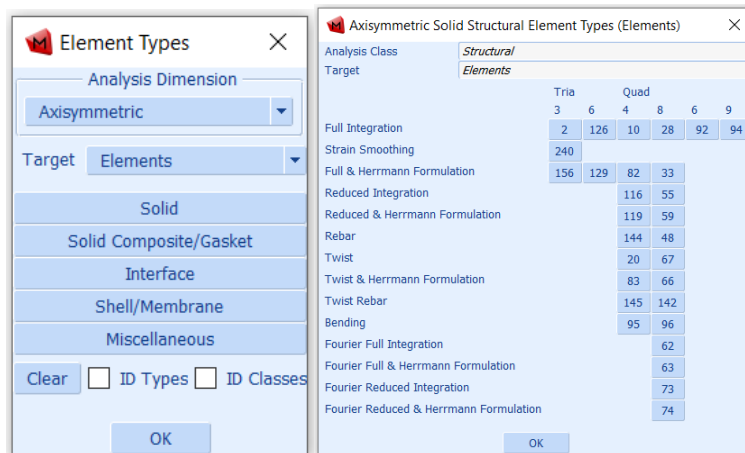 Element Types
Analysis Dimension
Axisymmetric
Target Elements
Solid
Solid Composite/Gasket
Interface
Shell/Membrane
Miscellaneous
Clear ID Types ID Classes
OK
Axisymmetric Solid Structural Element Types (Elements)
Analysis Class Structural
Target Elements
Tria Quad
3 6 4 8 6 9
Full Integration 2 126 10 28 92 94
Strain Smoothing 240
Full & Herrmann Formulation 156 129 82 33
Reduced Integration 116 55
Reduced & Herrmann Formulation 119 59
Rebar 144 48
Twist 20 67
Twist & Herrmann Formulation 83 66
Twist Rebar 145 142
Bending 95 96
Fourier Full Integration 62
Fourier Full & Herrmann Formulation 63
Fourier Reduced Integration 73
Fourier Reduced & Herrmann Formulation 74
OK